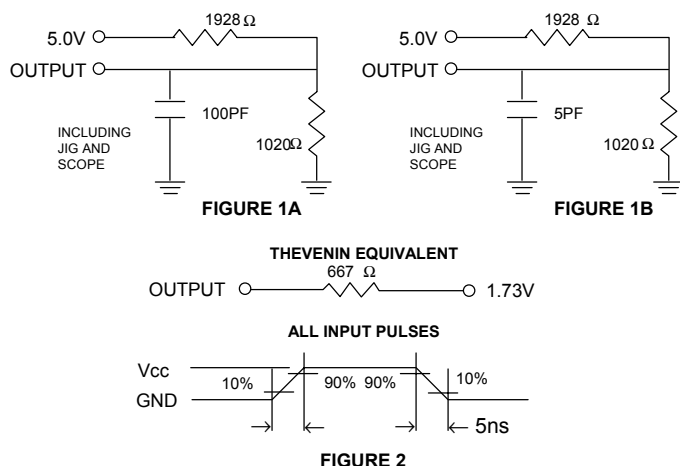 1928 Ω
5.0V
OUTPUT
100PF
INCLUDING
JIG AND
SCOPE
1020Ω
FIGURE 1A
1928 Ω
5.0V
OUTPUT
5PF
INCLUDING
JIG AND
SCOPE
1020 Ω
FIGURE 1B
THEVENIN EQUIVALENT
667 Ω
OUTPUT 1.73V
ALL INPUT PULSES
Vcc
10% 90% 90% 10%
GND
5ns
FIGURE 2